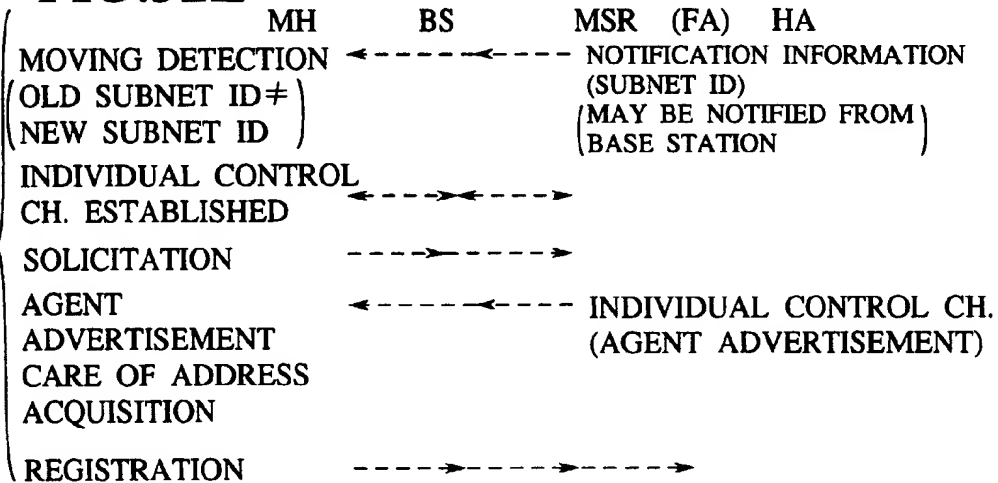 MH BS MSR (FA) HA
MOVING DETECTION NOTIFICATION INFORMATION
(SUBNET ID)
(OLD SUBNET ID≠
NEW SUBNET ID)
(MAY BE NOTIFIED FROM
BASE STATION)
INDIVIDUAL CONTROL
CH. ESTABLISHED
SOLICITATION
AGENT
ADVERTISEMENT
CARE OF ADDRESS
ACQUISITION
INDIVIDUAL CONTROL CH.
(AGENT ADVERTISEMENT)
REGISTRATION